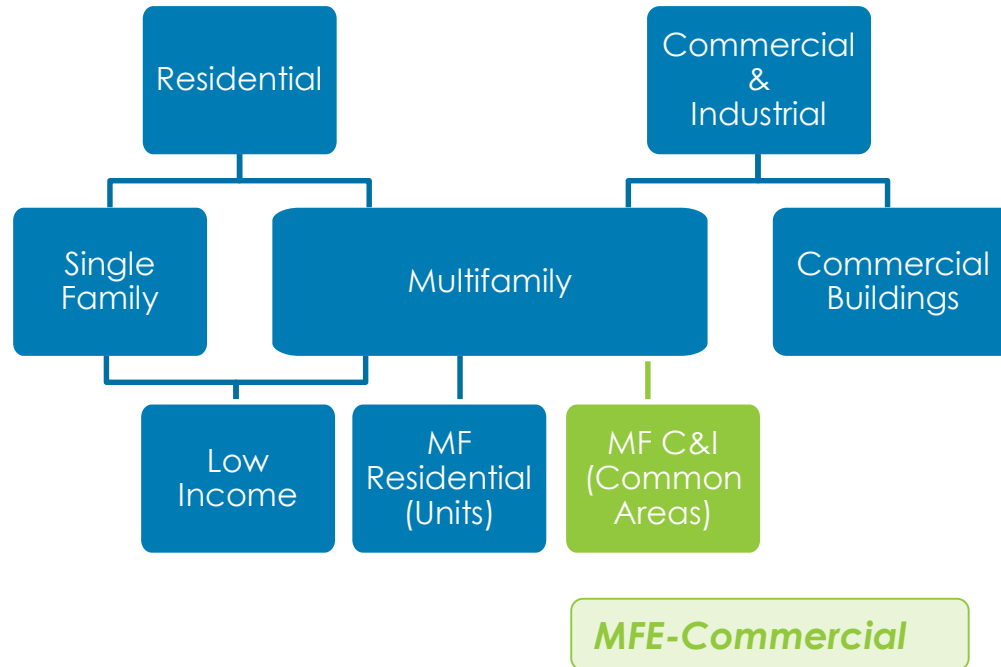 Residential
Commercial
&
Industrial
Single
Family
Multifamily
Commercial
Buildings
Low
Income
MF
Residential
(Units)
MF C&I
(Common
Areas)
MFE-Commercial